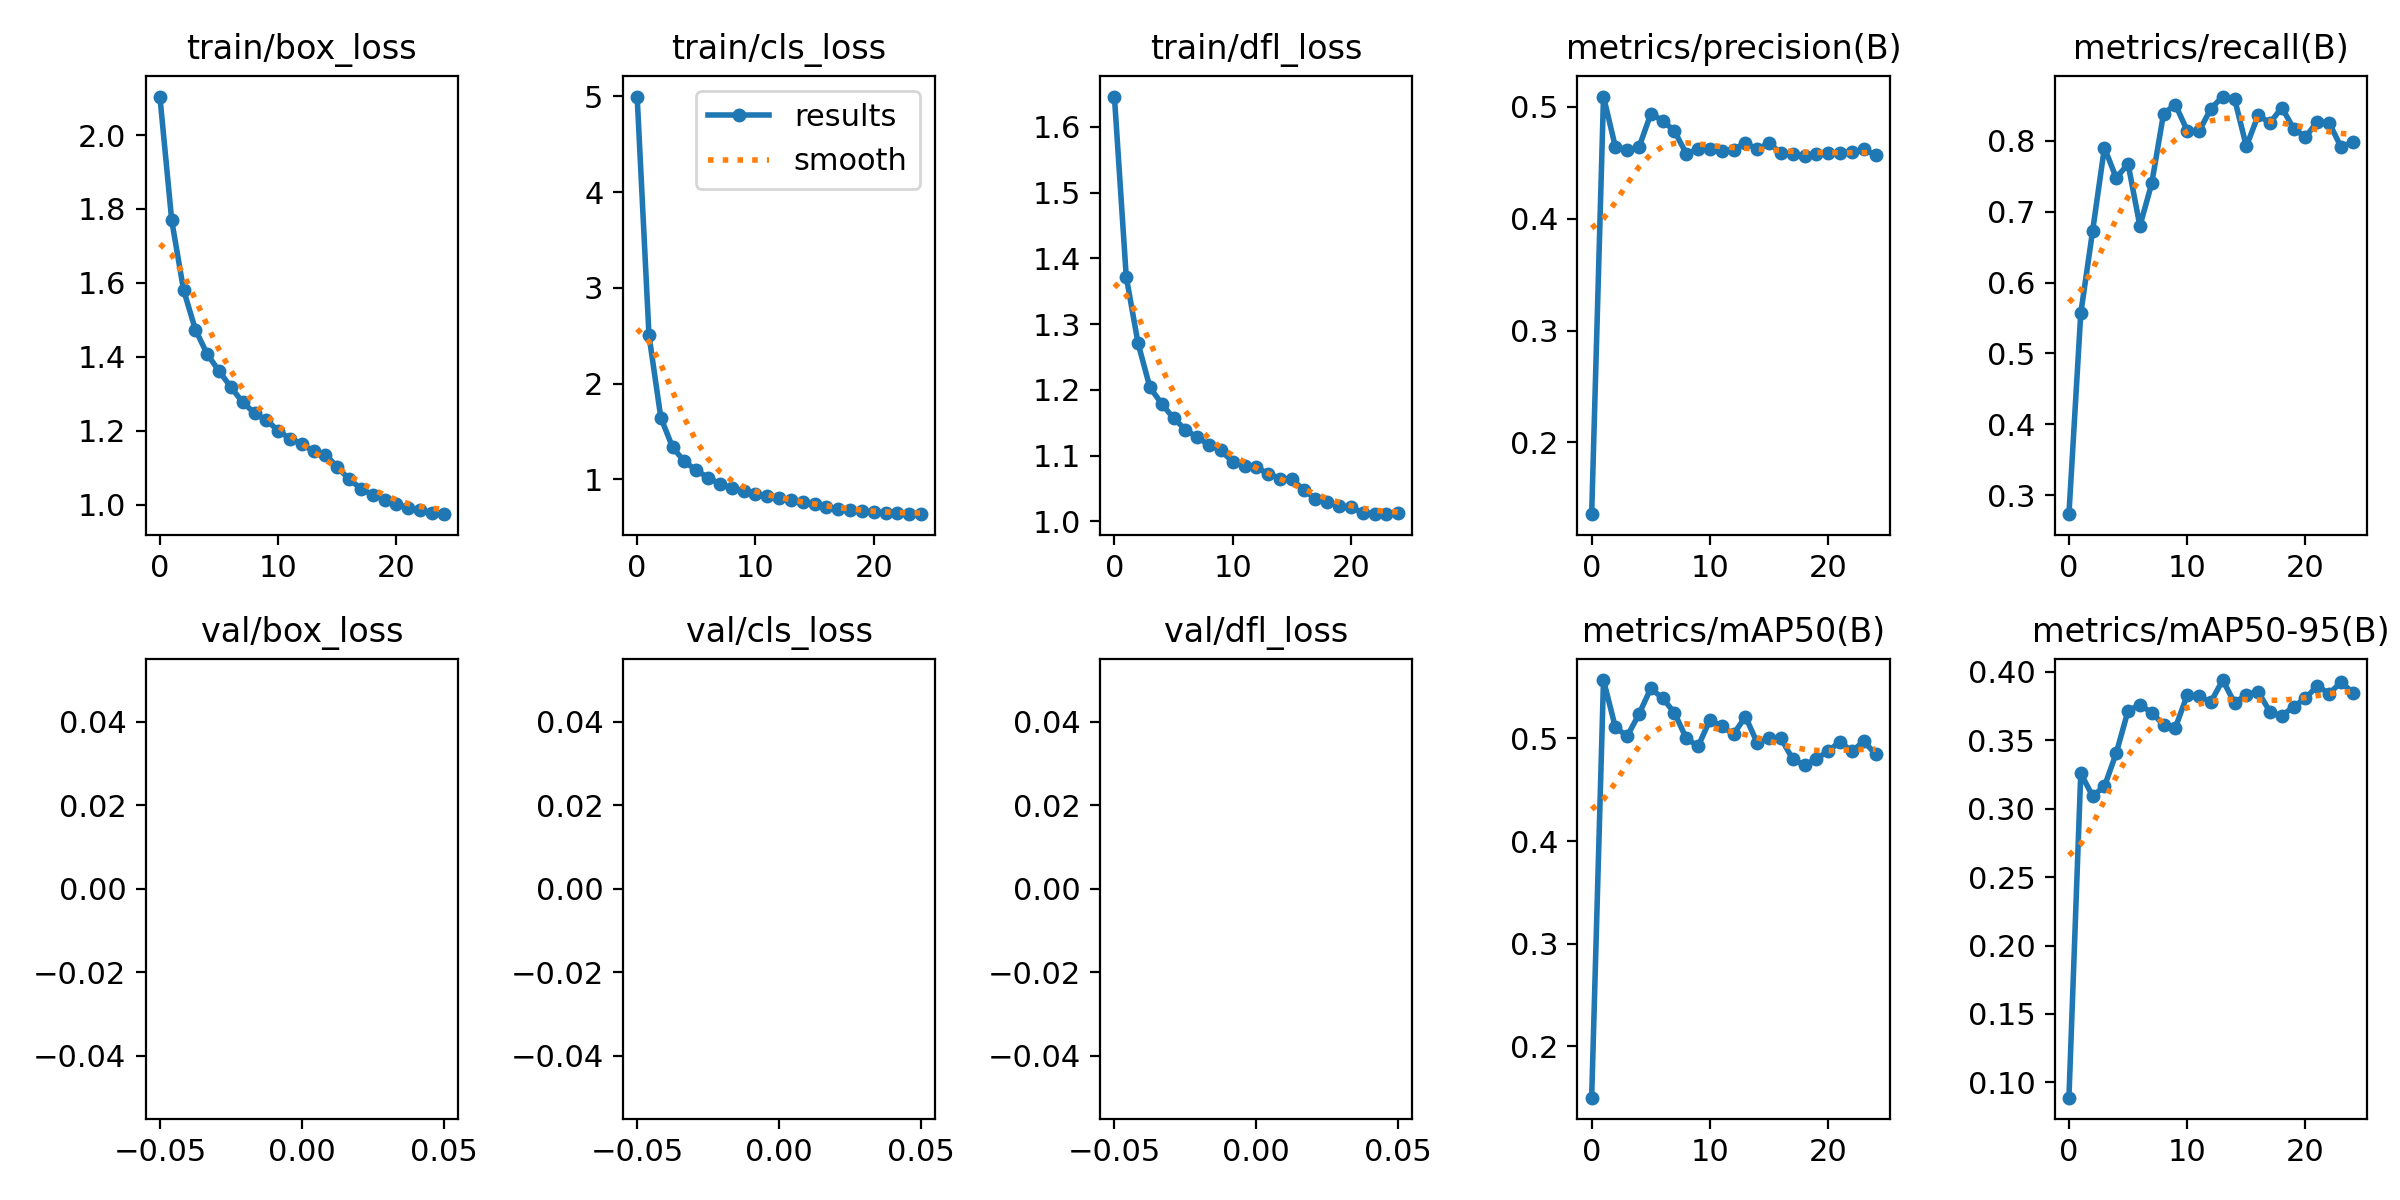 train/box_loss
2.0
1.8
1.6
1.4
1.2
1.0
0 10 20
train/cls_loss
results
smooth
5
4
3
2
1
0 10 20
train/dfl_loss
1.6
1.5
1.4
1.3
1.2
1.1
1.0
0 10 20
metrics/precision(B)
0.5
0.4
0.3
0.2
0 10 20
metrics/recall(B)
0.8
0.7
0.6
0.5
0.4
0.3
0 10 20
val/box_loss
0.04
0.02
0.00
−0.02
−0.04
−0.05 0.00 0.05
val/cls_loss
0.04
0.02
0.00
−0.02
−0.04
−0.05 0.00 0.05
val/dfl_loss
0.04
0.02
0.00
−0.02
−0.04
−0.05 0.00 0.05
metrics/mAP50(B)
0.5
0.4
0.3
0.2
0 10 20
metrics/mAP50-95(B)
0.40
0.35
0.30
0.25
0.20
0.15
0.10
0 10 20